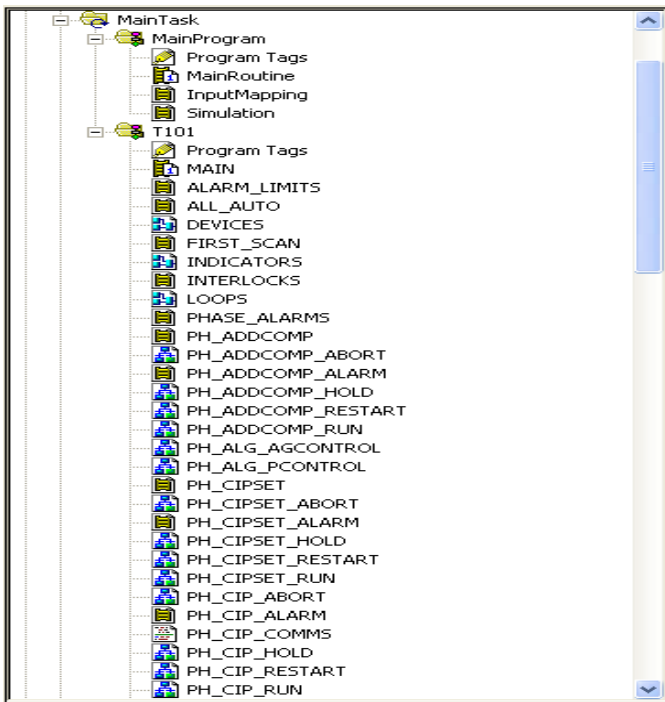 MainTask
MainProgram
Program Tags
MainRoutine
InputMapping
Simulation
T101
Program Tags
MAIN
ALARM_LIMITS
ALL_AUTO
DEVICES
FIRST_SCAN
INDICATORS
INTERLOCKS
LOOPS
PHASE_ALARMS
PH_ADDCOMP
PH_ADDCOMP_ABORT
PH_ADDCOMP_ALARM
PH_ADDCOMP_HOLD
PH_ADDCOMP_RESTART
PH_ADDCOMP_RUN
PH_ALG_AGCONTROL
PH_ALG_PCONTROL
PH_CIPSET
PH_CIPSET_ABORT
PH_CIPSET_ALARM
PH_CIPSET_HOLD
PH_CIPSET_RESTART
PH_CIPSET_RUN
PH_CIP_ABORT
PH_CIP_ALARM
PH_CIP_COMMS
PH_CIP_HOLD
PH_CIP_RESTART
PH_CIP_RUN